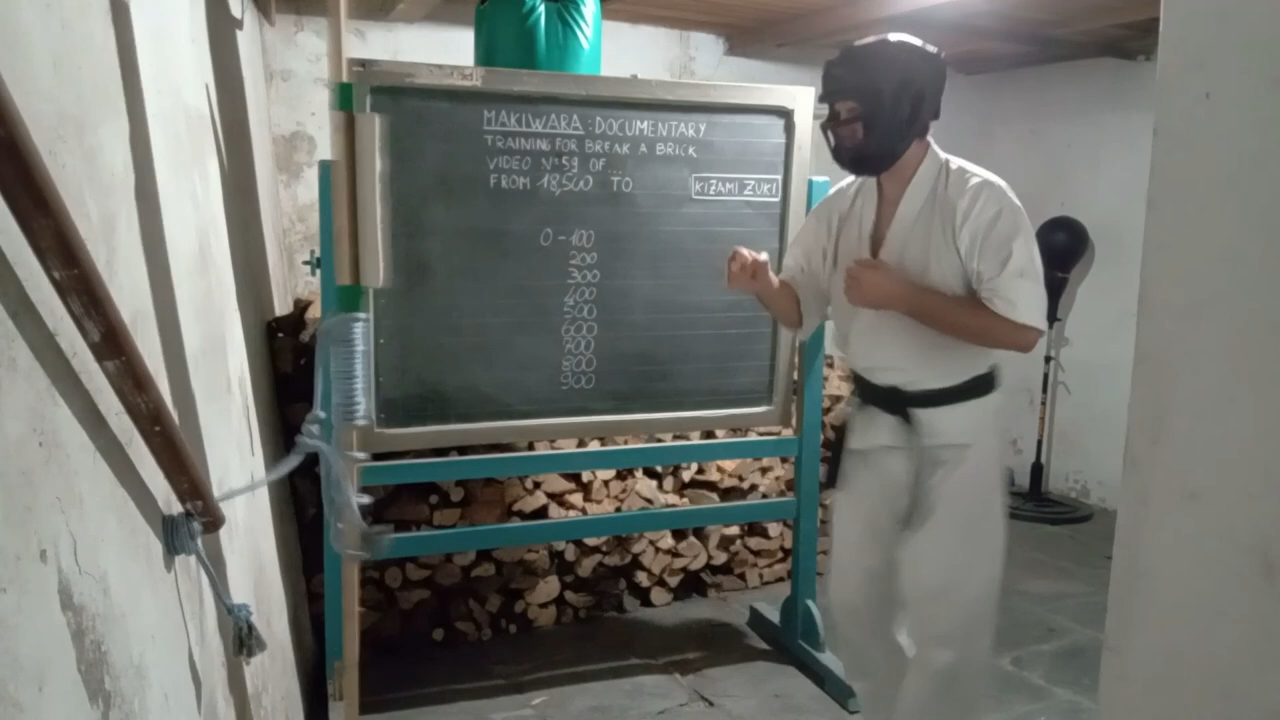 MAKIWARA : DOCUMENTARY
TRAINING FOR BREAK A BRICK
VIDEO N°59 OF...
FROM 18,500 TO
KIZAMI ZUKI
0 - 100
200
300
400
500
600
700
800
900